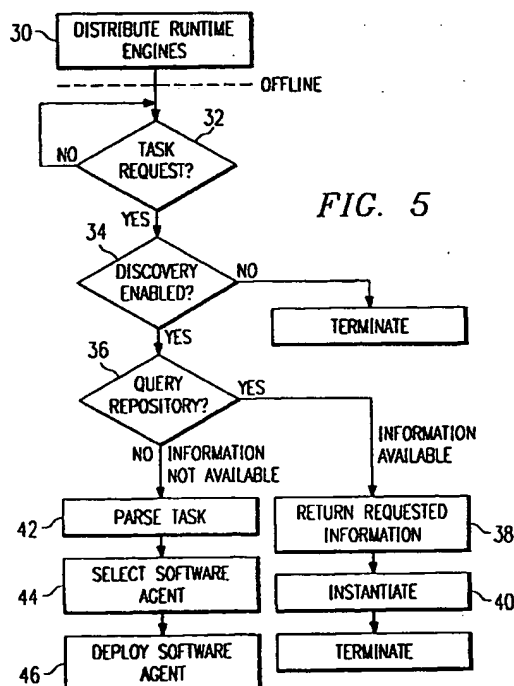 30
DISTRIBUTE RUNTIME
ENGINES
OFFLINE
32
NO
TASK
REQUEST?
FIG. 5
YES
34
DISCOVERY
ENABLED?
NO
TERMINATE
YES
36
QUERY
REPOSITORY?
YES
NO
INFORMATION
NOT AVAILABLE
INFORMATION
AVAILABLE
42
PARSE TASK
RETURN REQUESTED
INFORMATION
38
44
SELECT SOFTWARE
AGENT
INSTANTIATE
40
46
DEPLOY SOFTWARE
AGENT
TERMINATE